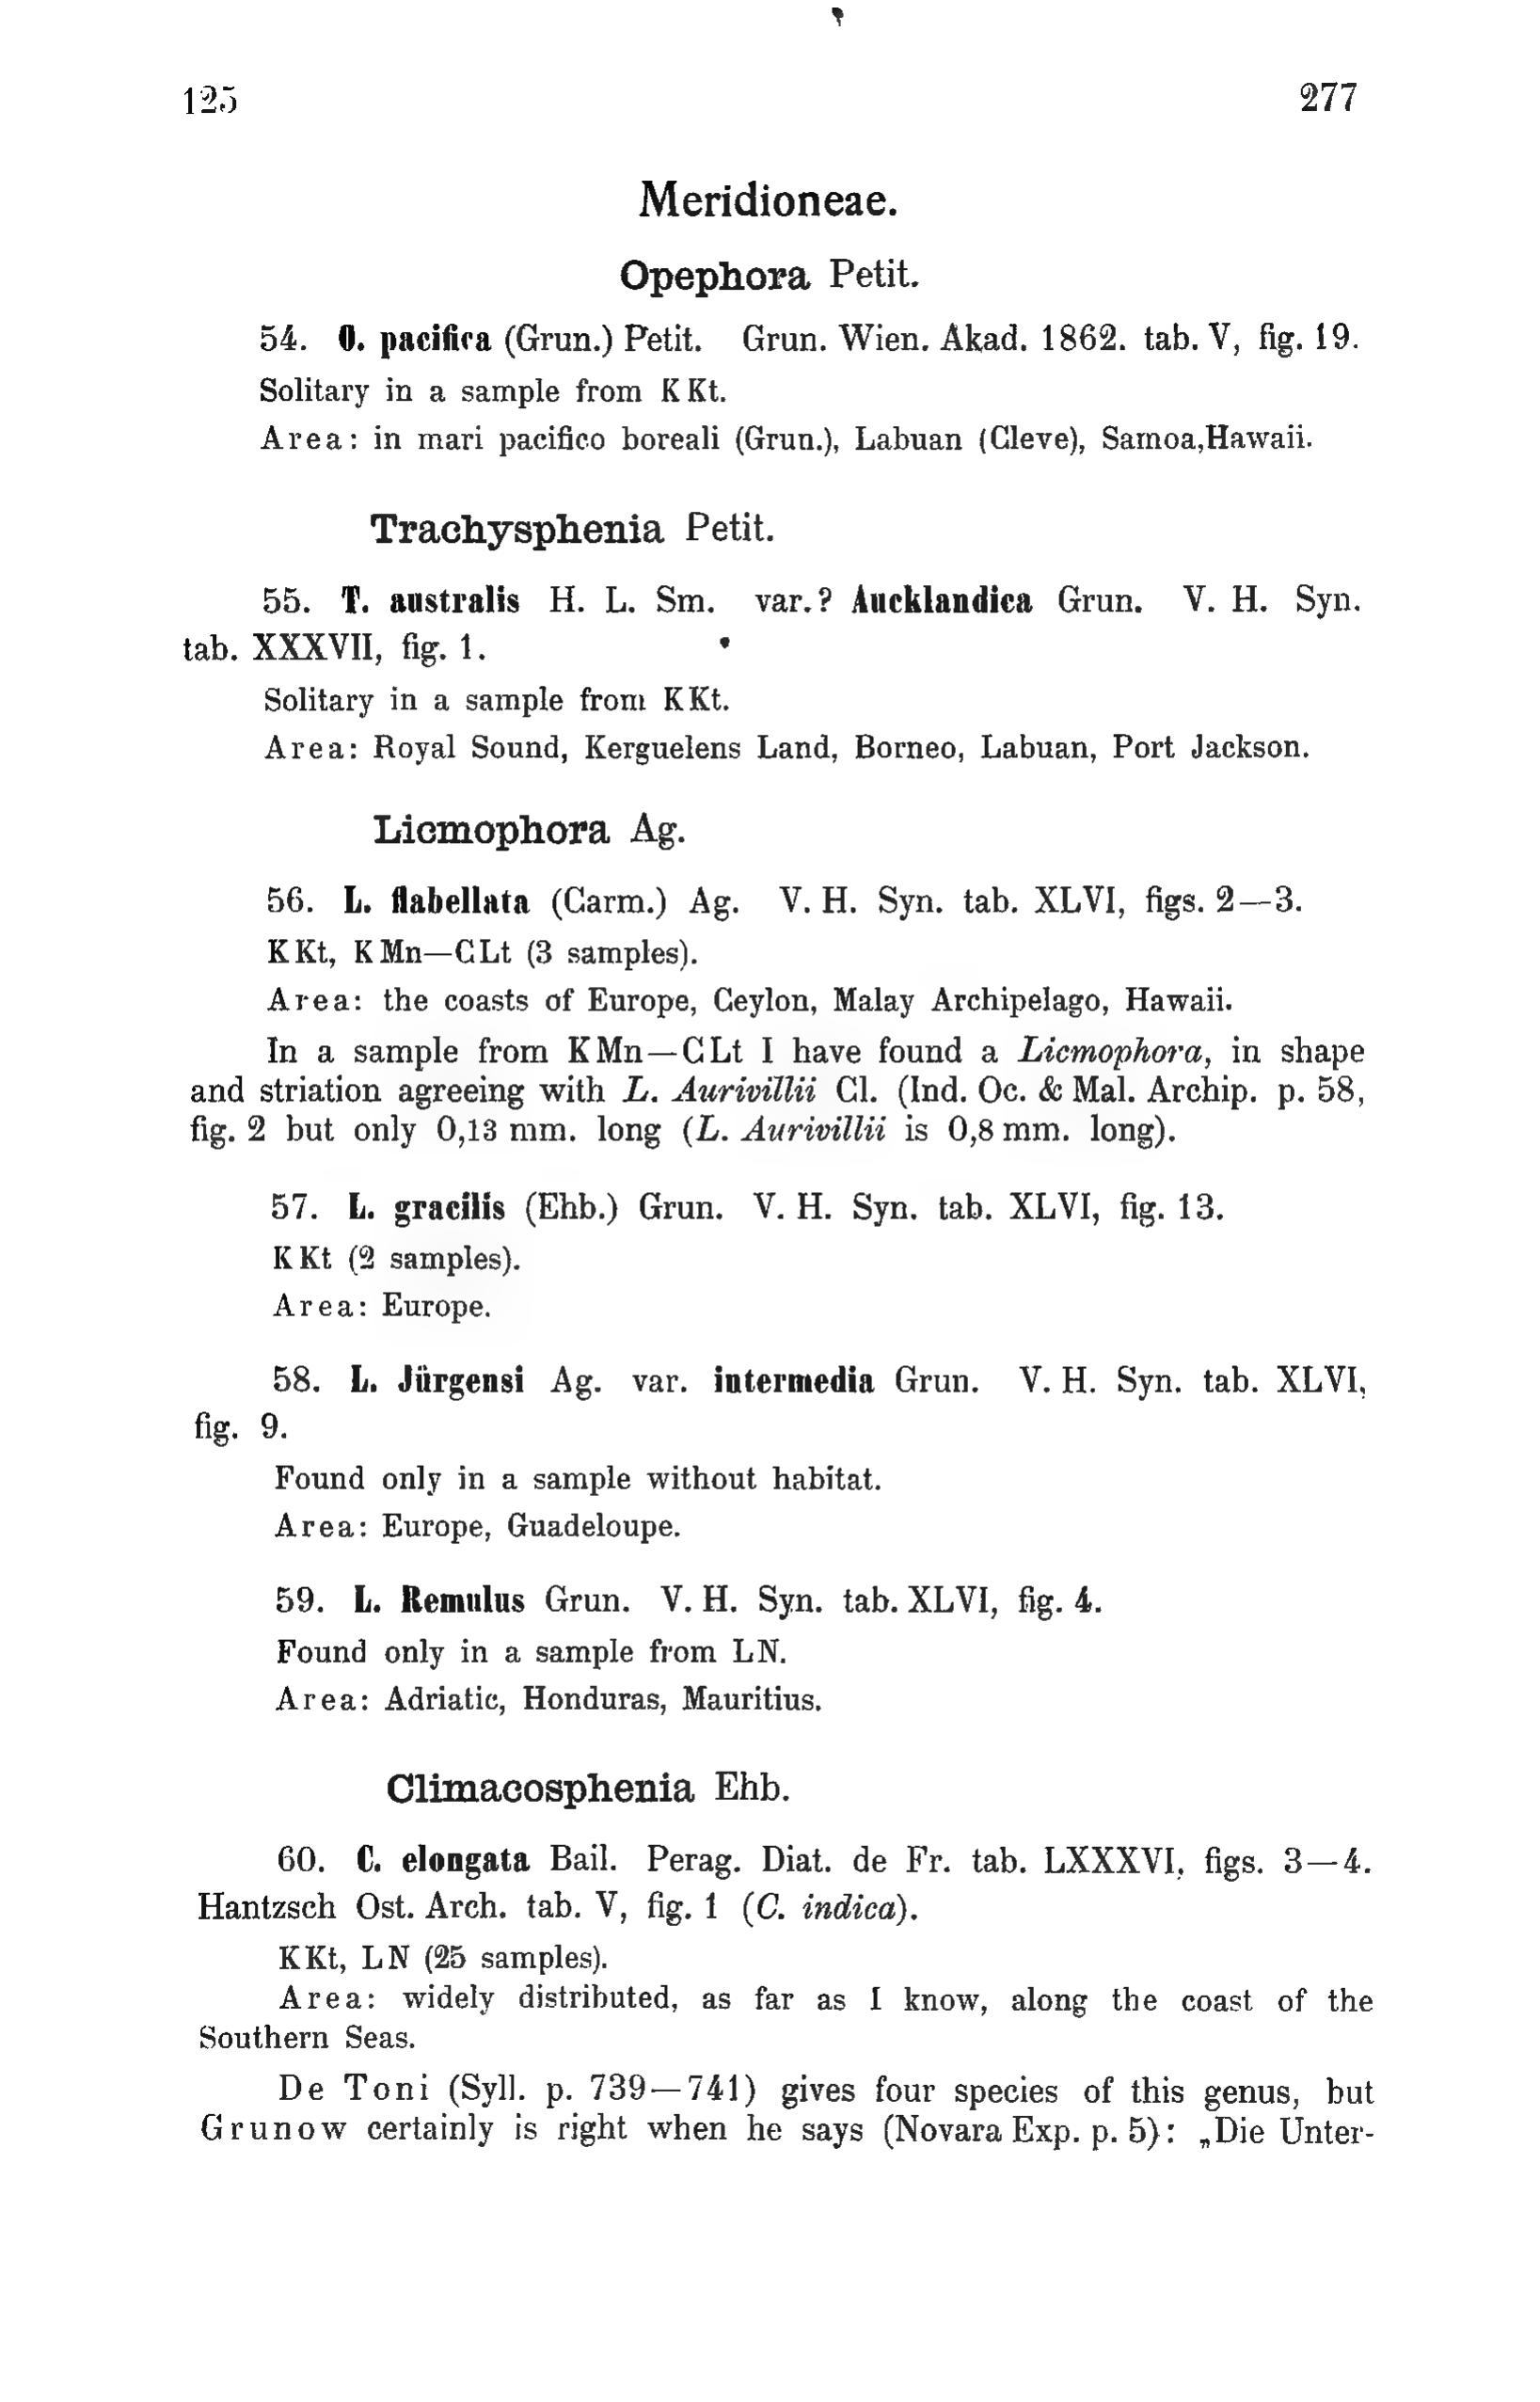 125 277
Meridioneae.
Opephora Petit.
54. O. pacifica (Grun.) Petit. Grun. Wien. Akad. 1862. tab. V, fig. 19.
Solitary in a sample from KKt.
Area: in mari pacifico boreali (Grun.), Labuan (Cleve), Samoa, Hawaii.
Trachysphenia Petit.
55. T. australis H. L. Sm. var.? Aucklandica Grun. V. H. Syn.
tab. XXXVII, fig. 1.
Solitary in a sample from KKt.
Area: Royal Sound, Kerguelens Land, Borneo, Labuan, Port Jackson.
Licmophora Ag.
56. L. flabellata (Carm.) Ag. V. H. Syn. tab. XLVI, figs. 2—3.
KKt, KMn—CLt (3 samples).
Area: the coasts of Europe, Ceylon, Malay Archipelago, Hawaii.
In a sample from KMn—CLt I have found a Licmophora, in shape
and striation agreeing with L. Aurivillii Cl. (Ind. Oc. & Mal. Archip. p. 58,
fig. 2 but only 0,13 mm. long (L. Aurivillii is 0,8 mm. long).
57. L. gracilis (Ehb.) Grun. V. H. Syn. tab. XLVI, fig. 13.
KKt (2 samples).
Area: Europe.
58. L. Jürgensi Ag. var. intermedia Grun. V. H. Syn. tab. XLVI,
fig. 9.
Found only in a sample without habitat.
Area: Europe, Guadeloupe.
59. L. Remulus Grun. V. H. Syn. tab. XLVI, fig. 4.
Found only in a sample from LN.
Area: Adriatic, Honduras, Mauritius.
Climacosphenia Ehb.
60. C. elongata Bail. Perag. Diat. de Fr. tab. LXXXVI, figs. 3—4.
Hantzsch Ost. Arch. tab. V, fig. 1 (C. indica).
KKt, LN (25 samples).
Area: widely distributed, as far as I know, along the coast of the
Southern Seas.
De Toni (Syll. p. 739—741) gives four species of this genus, but
Grunow certainly is right when he says (Novara Exp. p. 5): „Die Unter-